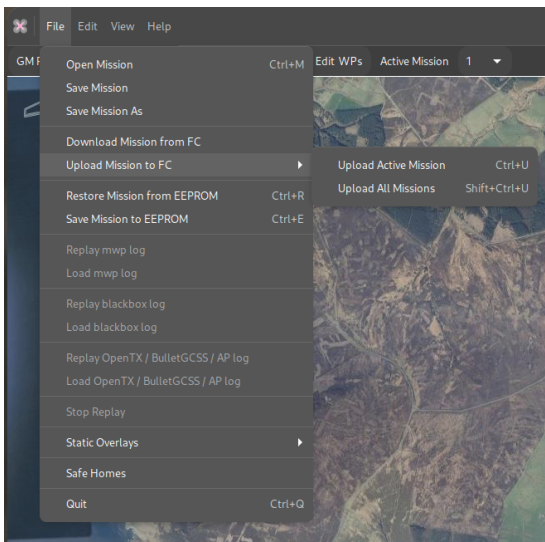 File Edit View Help
GM Edit WPs Active Mission 1
Open Mission Ctrl+M
Save Mission
Save Mission As
Download Mission from FC
Upload Mission to FC
Upload Active Mission Ctrl+U
Upload All Missions Shift+Ctrl+U
Restore Mission from EEPROM Ctrl+R
Save Mission to EEPROM Ctrl+E
Replay mwp log
Load mwp log
Replay blackbox log
Load blackbox log
Replay OpenTX / BulletGCSS / AP log
Load OpenTX / BulletGCSS / AP log
Stop Replay
Static Overlays
Safe Homes
Quit Ctrl+Q